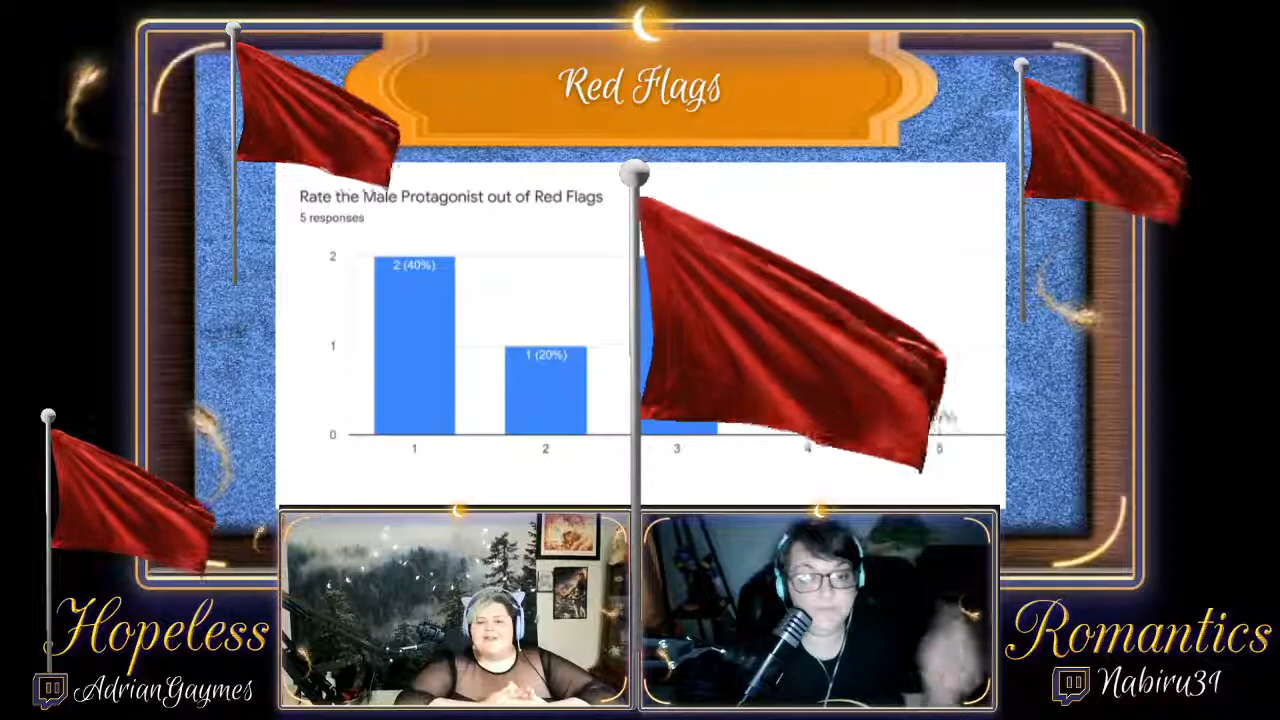 Red Flags
Rate the Male Protagonist out of Red Flags
5 responses
2
2 (40%)
1
1 (20%)
0
1
2
3
4
5
Hopeless
AdrianGaymes
Romantics
Nabiru31